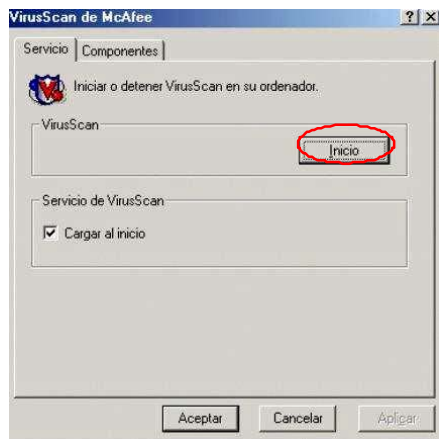 VirusScan de McAfee
Servicio Componentes
Iniciar o detener VirusScan en su ordenador.
VirusScan
Inicio
Servicio de VirusScan
Cargar al inicio
Aceptar Cancelar Aplicar